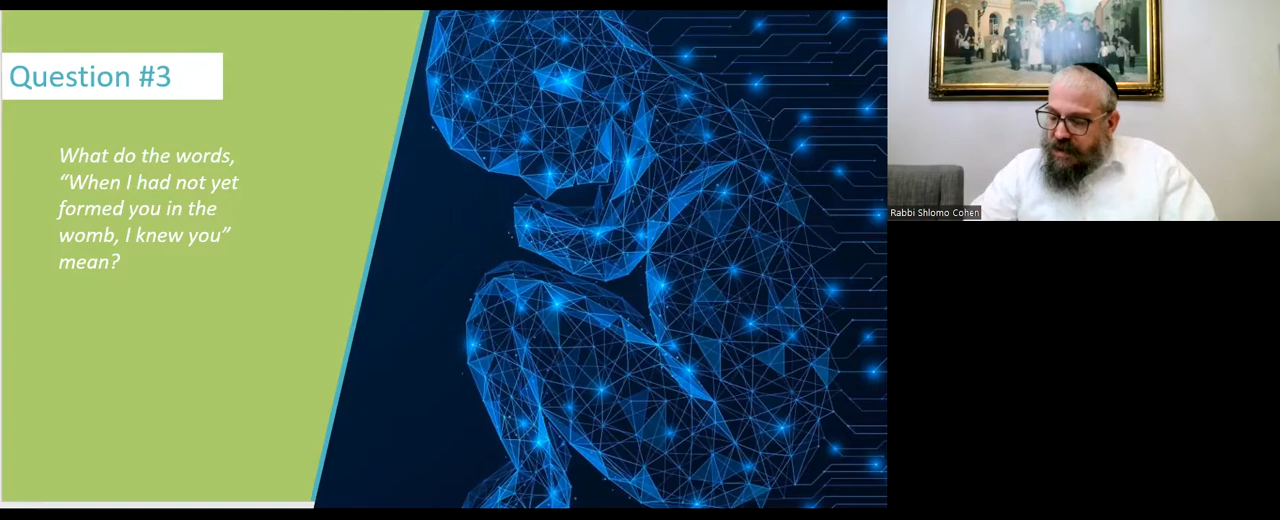 Question #3
What do the words,
“When I had not yet
formed you in the
womb, I knew you”
mean?
Rabbi Shlomo Cohen